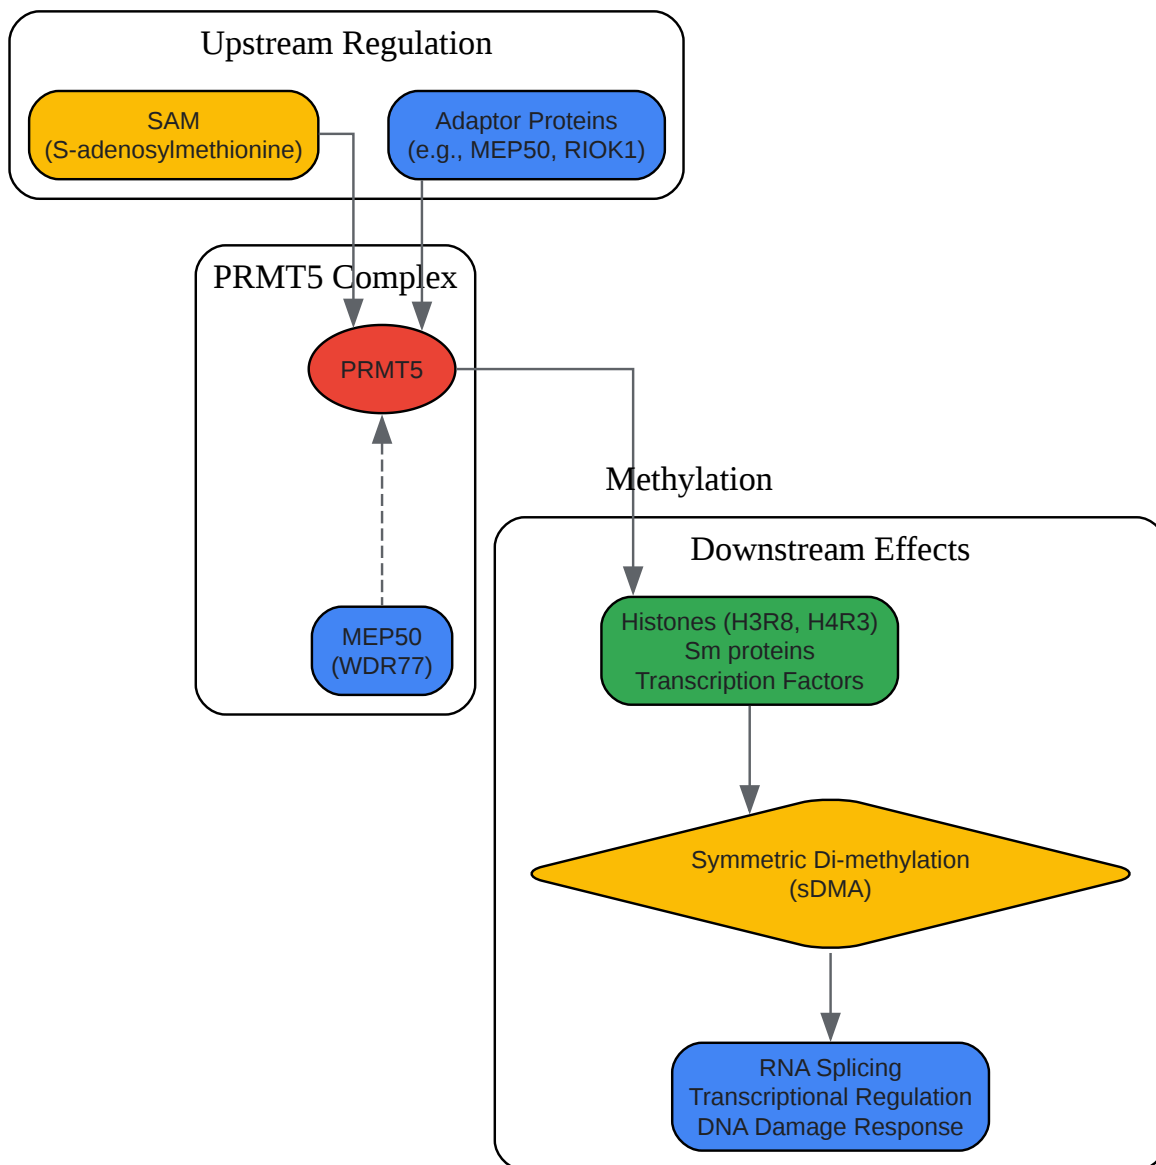 Upstream Regulation
SAM
(S-adenosylmethionine)
Adaptor Proteins
(e.g., MEP50, RIOK1)
PRMT5 Complex
PRMT5
MEP50
(WDR77)
Methylation
Downstream Effects
Histones (H3R8, H4R3)
Sm proteins
Transcription Factors
Symmetric Di-methylation
(sDMA)
RNA Splicing
Transcriptional Regulation
DNA Damage Response